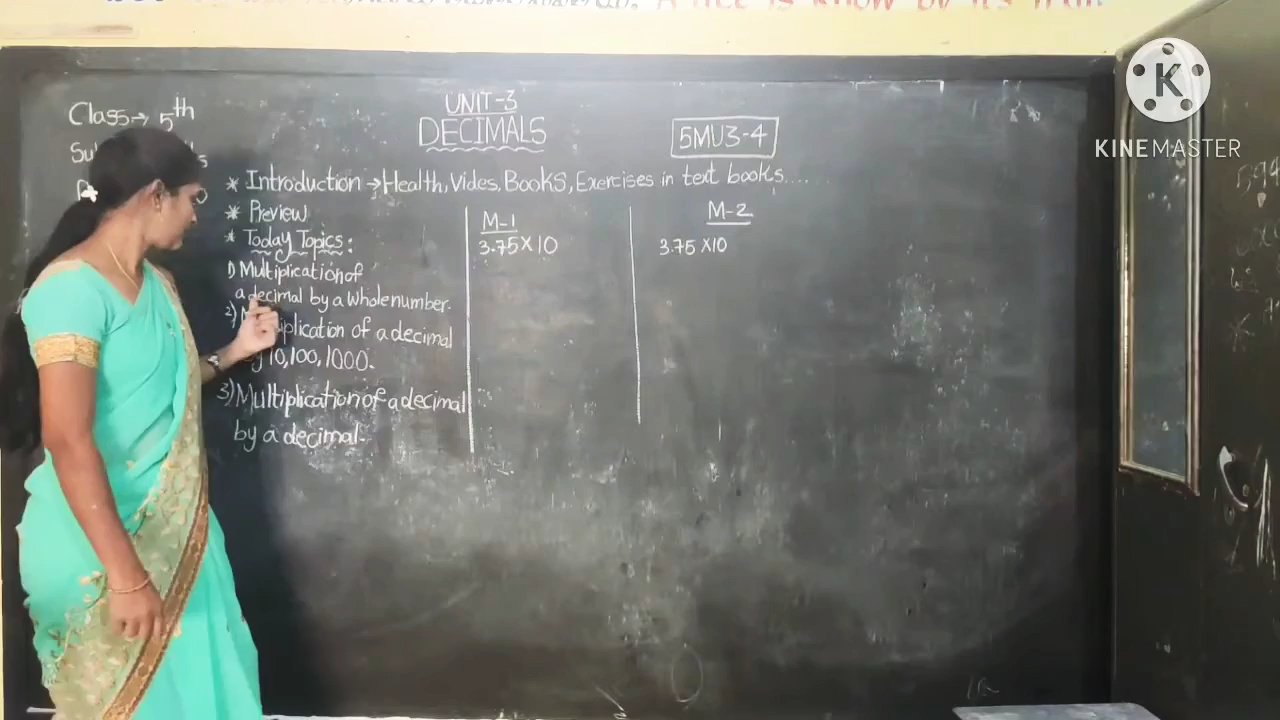 A tree is know by it's fruit
Class→ 5th
UNIT-3
DECIMALS
5MU3-4
* Introduction →Health, Vides, Books, Exercises in text books....
* Preview
* Today Topics:
1) Multiplication of
a decimal by a Whole number.
2) Multiplication of a decimal
by 10,100,1000.
3) Multiplication of a decimal
by a decimal.
M-1
3.75 X 10
M-2
3.75 X10
K
KINEMASTER